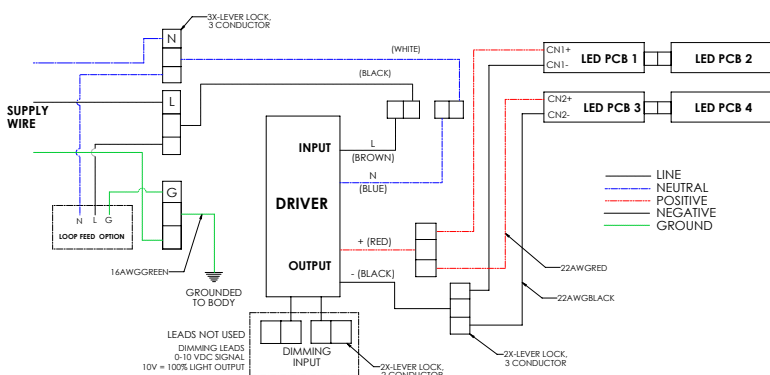 3X-LEVER LOCK,
3 CONDUCTOR
N
(WHITE)
(BLACK)
CN1+
CN1-
LED PCB 1
LED PCB 2
CN2+
CN2-
LED PCB 3
LED PCB 4
SUPPLY
WIRE
L
INPUT
L
(BROWN)
N
(BLUE)
DRIVER
G
N L G
LOOP FEED OPTION
16AWGGREEN
GROUNDED
TO BODY
+ (RED)
OUTPUT
- (BLACK)
LINE
NEUTRAL
POSITIVE
NEGATIVE
GROUND
22AWGRED
22AWGBLACK
LEADS NOT USED
DIMMING LEADS
0-10 VDC SIGNAL
10V = 100% LIGHT OUTPUT
DIMMING
INPUT
2X-LEVER LOCK,
2 CONDUCTOR
2X-LEVER LOCK,
3 CONDUCTOR